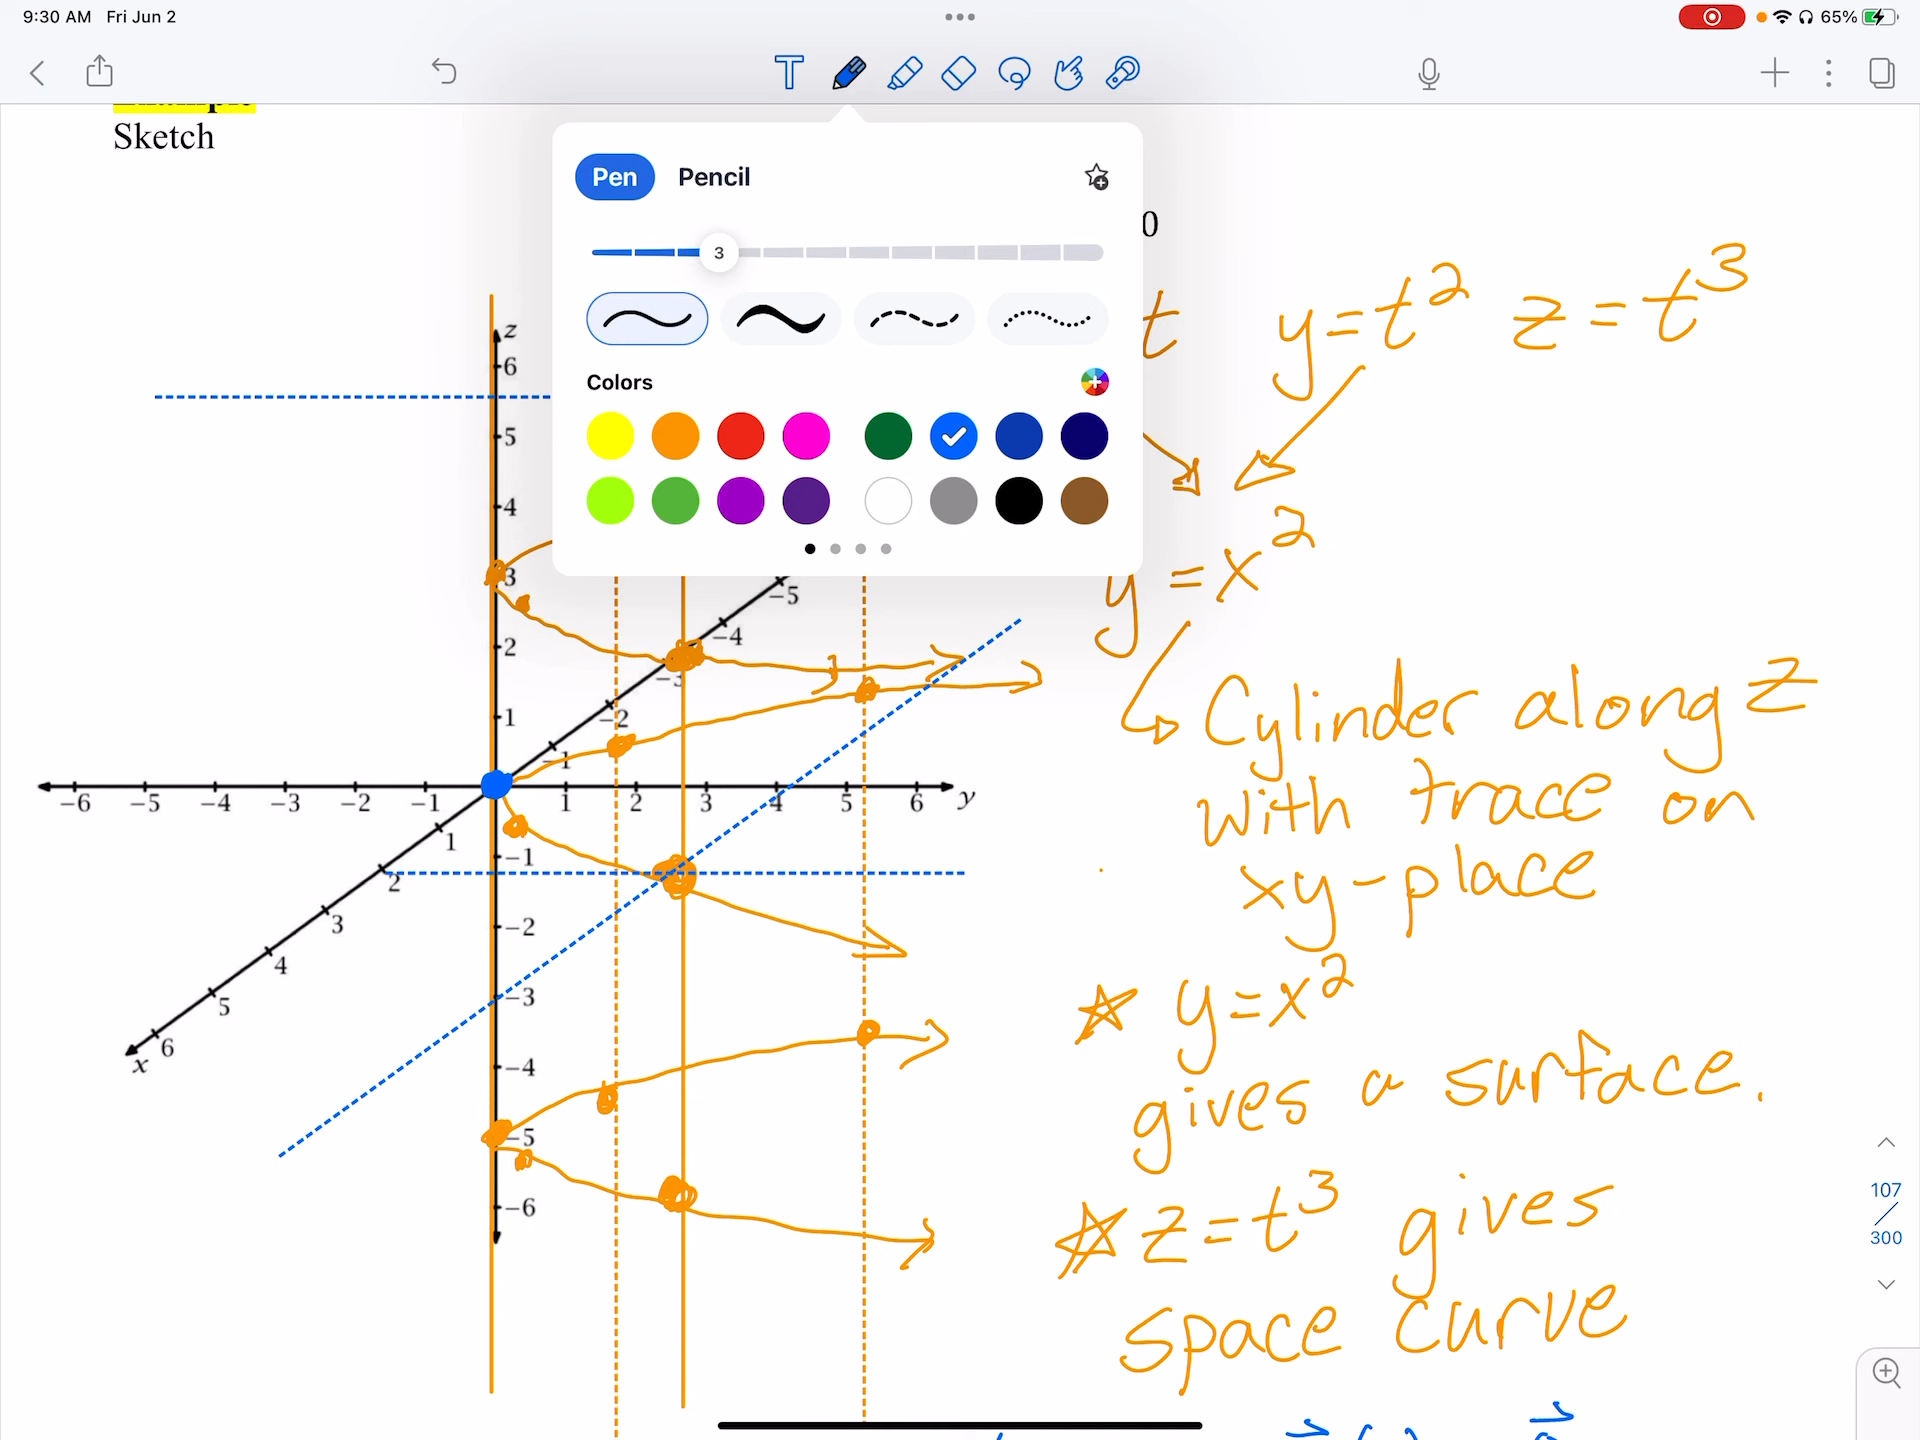 9:30 AM Fri Jun 2
65%
Sketch
Pen Pencil
3
Colors
0
t y=t² z=t³
y=x²
Cylinder along z
with trace on
xy-place
☆ y=x²
gives a surface.
☆ z=t³ gives
space curve
z
6
5
4
3
2
1
−1
−2
−3
−4
−5
−6
−6 −5 −4 −3 −2 −1 1 2 3 4 5 6 y
−5
−4
−3
−2
−1
1
2
3
4
5
6
x
107
/
300